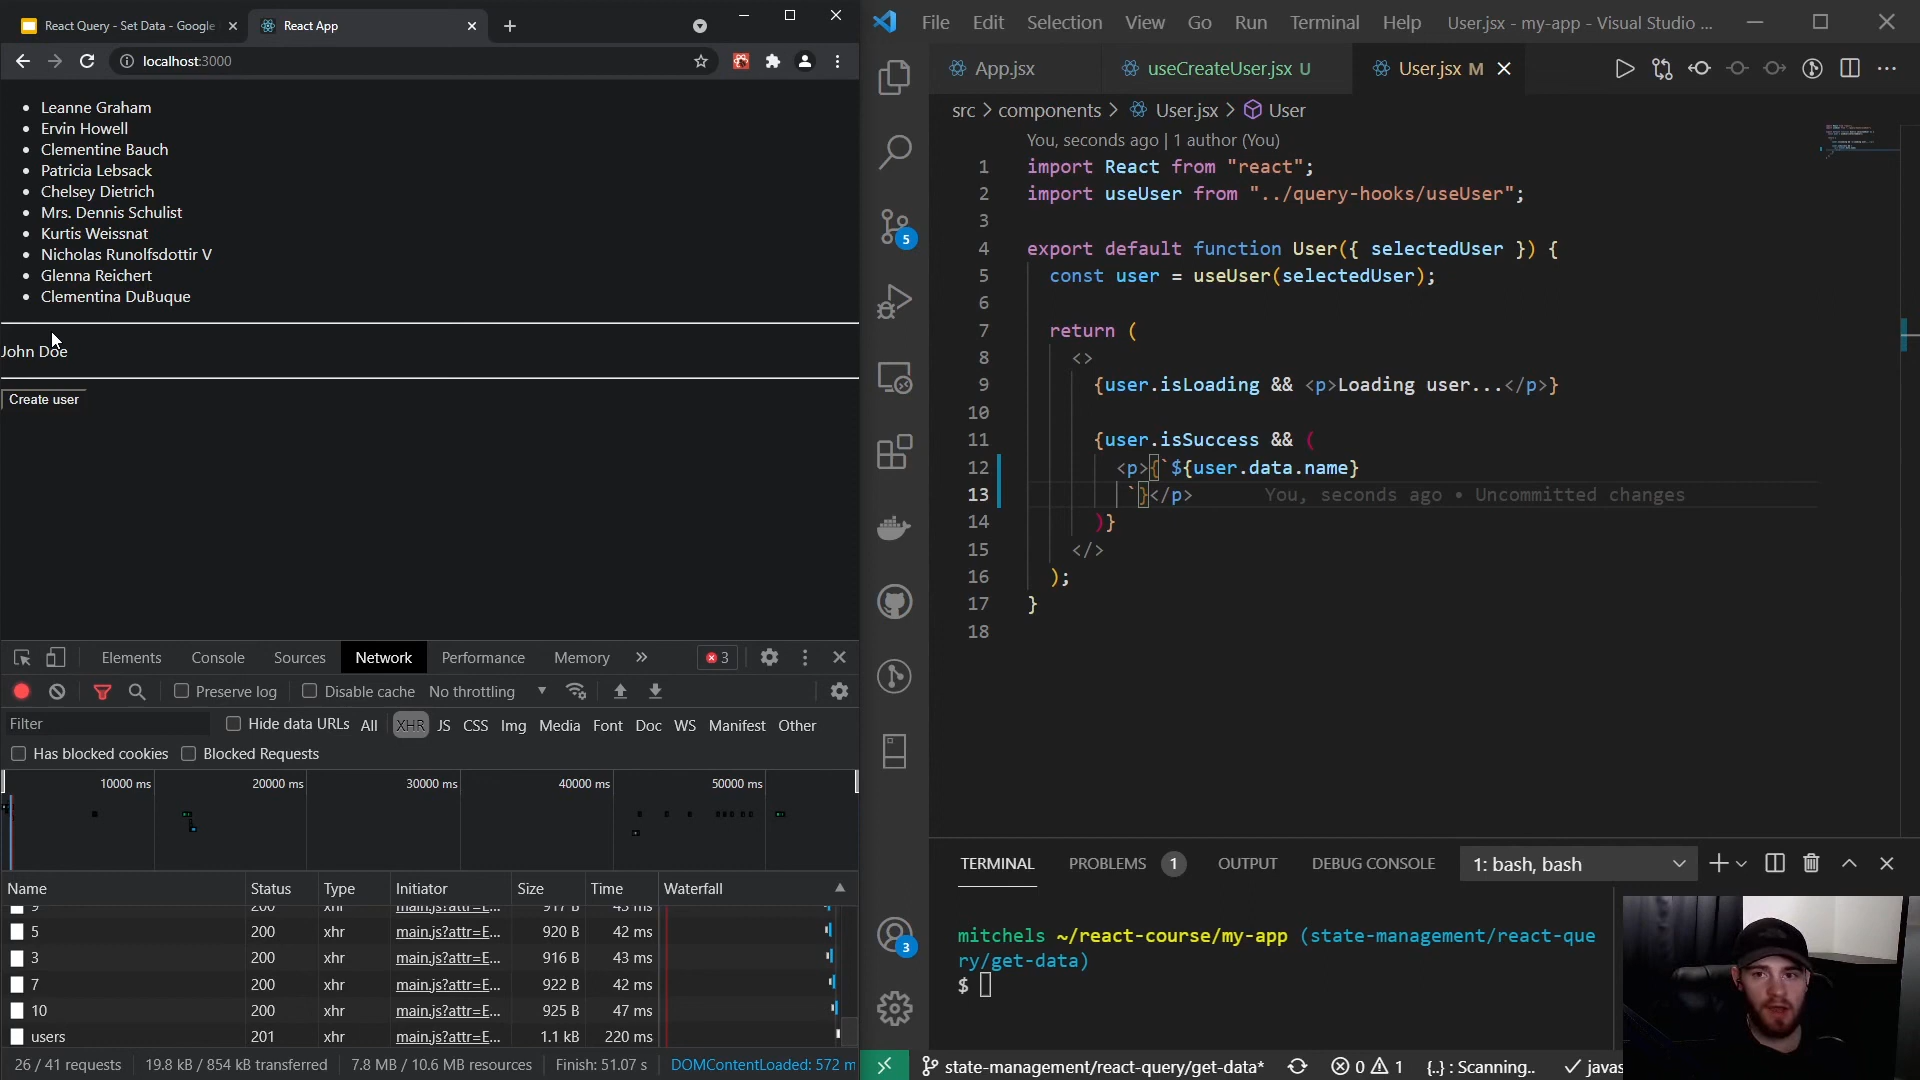 React Query - Set Data - Google
React App
localhost:3000
Leanne Graham
Ervin Howell
Clementine Bauch
Patricia Lebsack
Chelsey Dietrich
Mrs. Dennis Schulist
Kurtis Weissnat
Nicholas Runolfsdottir V
Glenna Reichert
Clementina DuBuque
John Doe
Create user
Elements Console Sources Network Performance Memory » 3
Preserve log Disable cache No throttling
Filter Hide data URLs All XHR JS CSS Img Media Font Doc WS Manifest Other
Has blocked cookies Blocked Requests
10000 ms 20000 ms 30000 ms 40000 ms 50000 ms
Name Status Type Initiator Size Time Waterfall
9 200 xhr main.js?attr=E... 917 B 43 ms
5 200 xhr main.js?attr=E... 920 B 42 ms
3 200 xhr main.js?attr=E... 916 B 43 ms
7 200 xhr main.js?attr=E... 922 B 42 ms
10 200 xhr main.js?attr=E... 925 B 47 ms
users 201 xhr main.js?attr=E... 1.1 kB 220 ms
26 / 41 requests 19.8 kB / 854 kB transferred 7.8 MB / 10.6 MB resources Finish: 51.07 s DOMContentLoaded: 572 m
File Edit Selection View Go Run Terminal Help User.jsx - my-app - Visual Studio ...
App.jsx useCreateUser.jsx U User.jsx M
src > components > User.jsx > User
You, seconds ago | 1 author (You)
1 import React from "react";
2 import useUser from "../query-hooks/useUser";
3
4 export default function User({ selectedUser }) {
5 const user = useUser(selectedUser);
6
7 return (
8 <>
9 {user.isLoading && <p>Loading user...</p>}
10
11 {user.isSuccess && (
12 <p>{`${user.data.name}
13 `}</p> You, seconds ago • Uncommitted changes
14 )}
15 </>
16 );
17 }
18
5
3
TERMINAL PROBLEMS 1 OUTPUT DEBUG CONSOLE 1: bash, bash
mitchels ~/react-course/my-app (state-management/react-que
ry/get-data)
$
state-management/react-query/get-data* 0 1 {..} : Scanning.. javas